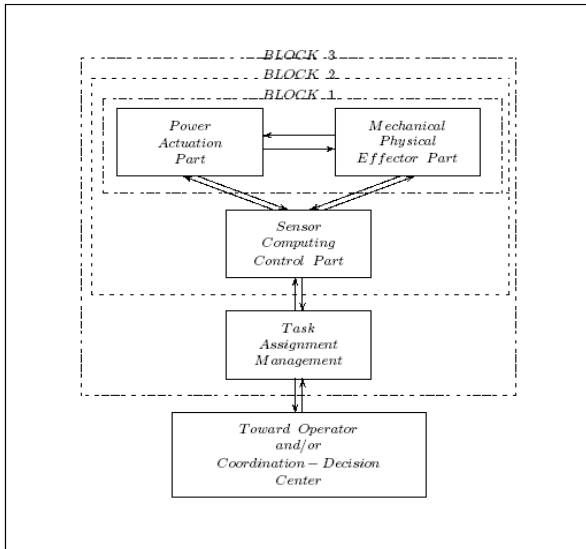 BLOCK 3
BLOCK 2
BLOCK 1
Power
Actuation
Part
Mechanical
Physical
Effector Part
Sensor
Computing
Control Part
Task
Assignment
Management
Toward Operator
and/or
Coordination − Decision
Center